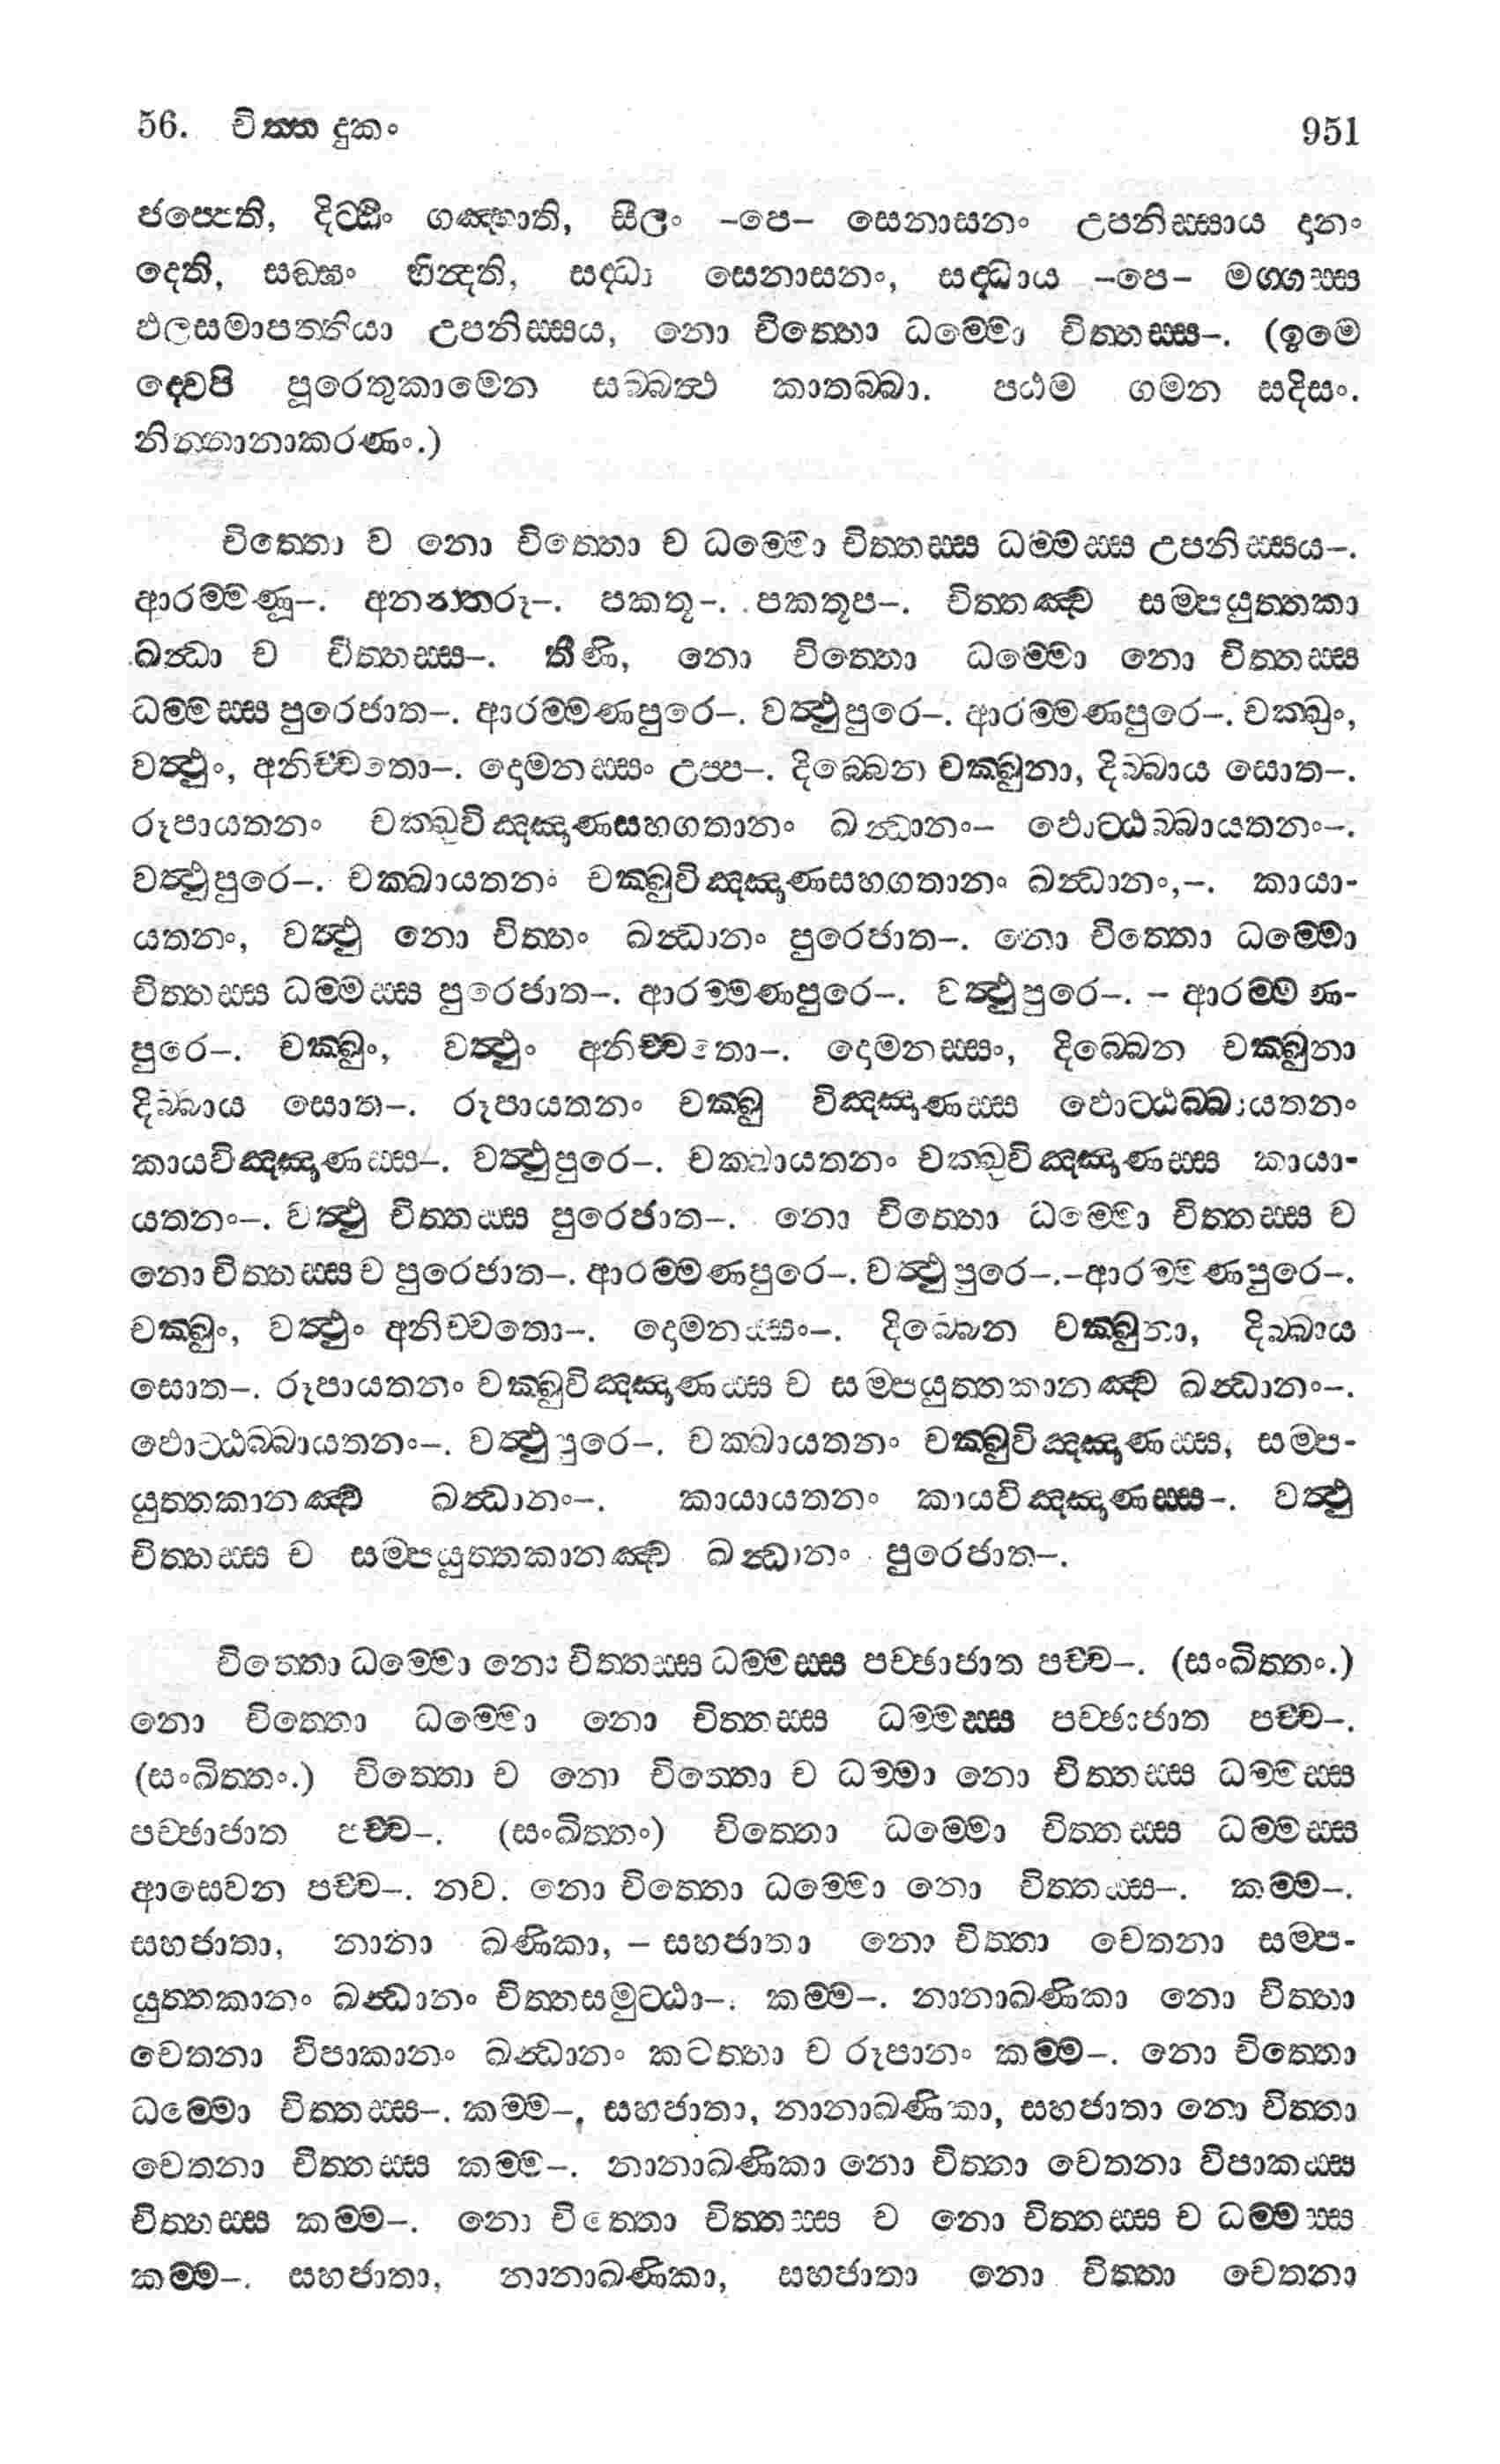 56. චිත්ත දුකං 951
ජප්පෙති, දිට්ඨිං ගණ්හාති, සීලං -පෙ- සෙනාසනං උපනිස්සාය දානං
දෙති, සඞ්ඝං භින්දති, සද්ධා සෙනාසනං, සද්ධාය -පෙ- මග්ගස්ස
ඵලසමාපත්තියා උපනිස්සය, නො චිත්තො ධම්මො චිත්තස්ස-. (ඉමෙ
ද්වෙපි පූරෙතුකාමෙන සබ්බත්ථ කාතබ්බා. පඨම ගමන සදිසං.
නින්නානාකරණං.)
චිත්තො ච නො චිත්තො ච ධම්මො චිත්තස්ස ධම්මස්ස උපනිස්සය-.
ආරම්මණූ-. අනන්තරූ-. පකතූ-. පකතූප-. චිත්තඤ්ච සම්පයුත්තකා
ඛන්ධා ච චිත්තස්ස-. තීණි, නො චිත්තො ධම්මො නො චිත්තස්ස
ධම්මස්ස පුරෙජාත-. ආරම්මණපුරෙ-. වත්ථුපුරෙ-. ආරම්මණපුරෙ-. චක්ඛුං,
වත්ථුං, අනිච්චතො-. දොමනස්සං උප්ප-. දිබ්බෙන චක්ඛුනා, දිබ්බාය සොත-.
රූපායතනං චක්ඛුවිඤ්ඤාණසහගතානං ඛන්ධානං- ඵොට්ඨබ්බායතනං-.
වත්ථුපුරෙ-. චක්ඛායතනං චක්ඛුවිඤ්ඤාණසහගතානං ඛන්ධානං,-. කායා-
යතනං, වත්ථු නො චිත්තං ඛන්ධානං පුරෙජාත-. නො චිත්තො ධම්මො
චිත්තස්ස ධම්මස්ස පුරෙජාත-. ආරම්මණපුරෙ-. වත්ථුපුරෙ-. - ආරම්මණ-
පුරෙ-. චක්ඛුං, වත්ථුං අනිච්චතො-. දොමනස්සං, දිබ්බෙන චක්ඛුනා
දිබ්බාය සොත-. රූපායතනං චක්ඛු විඤ්ඤාණස්ස ඵොට්ඨබ්බායතනං
කායවිඤ්ඤාණස්ස-. වත්ථුපුරෙ-. චක්ඛායතනං චක්ඛුවිඤ්ඤාණස්ස කායා-
යතනං-. වත්ථු චිත්තස්ස පුරෙජාත-. නො චිත්තො ධම්මො චිත්තස්ස ච
නො චිත්තස්ස ච පුරෙජාත-. ආරම්මණපුරෙ-. වත්ථුපුරෙ-.-ආරම්මණපුරෙ-.
චක්ඛුං, වත්ථුං අනිච්චතො-. දොමනස්සං-. දිබ්බෙන චක්ඛුනා, දිබ්බාය
සොත-. රූපායතනං චක්ඛුවිඤ්ඤාණස්ස ච සම්පයුත්තකානඤ්ච ඛන්ධානං-.
ඵොට්ඨබ්බායතනං-. වත්ථුපුරෙ-. චක්ඛායතනං චක්ඛුවිඤ්ඤාණස්ස, සම්ප-
යුත්තකානඤ්ච ඛන්ධානං-. කායායතනං කායවිඤ්ඤාණස්ස-. වත්ථු
චිත්තස්ස ච සම්පයුත්තකානඤ්ච ඛන්ධානං පුරෙජාත-.
චිත්තො ධම්මො නො චිත්තස්ස ධම්මස්ස පච්ඡාජාත පච්ච-. (සංඛිත්තං.)
නො චිත්තො ධම්මො නො චිත්තස්ස ධම්මස්ස පච්ඡාජාත පච්ච-.
(සංඛිත්තං.) චිත්තො ච නො චිත්තො ච ධම්මා නො චිත්තස්ස ධම්මස්ස
පච්ඡාජාත පච්ච-. (සංඛිත්තං) චිත්තො ධම්මො චිත්තස්ස ධම්මස්ස
ආසෙවන පච්ච-. නව. නො චිත්තො ධම්මො නො චිත්තස්ස-. කම්ම-.
සහජාතා, නානා ඛණිකා, - සහජාතා නො චිත්තා චෙතනා සම්ප-
යුත්තකානං ඛන්ධානං චිත්තසමුට්ඨා-. කම්ම-. නානාඛණිකා නො චිත්තා
චෙතනා විපාකානං ඛන්ධානං කටත්තා ච රූපානං කම්ම-. නො චිත්තො
ධම්මො චිත්තස්ස-. කම්ම-, සහජාතා, නානාඛණිකා, සහජාතා නො චිත්තා
චෙතනා චිත්තස්ස කම්ම-. නානාඛණිකා නො චිත්තා චෙතනා විපාකස්ස
චිත්තස්ස කම්ම-. නො චිත්තො චිත්තස්ස ච නො චිත්තස්ස ච ධම්මස්ස
කම්ම-. සහජාතා, නානාඛණිකා, සහජාතා නො චිත්තා චෙතනා